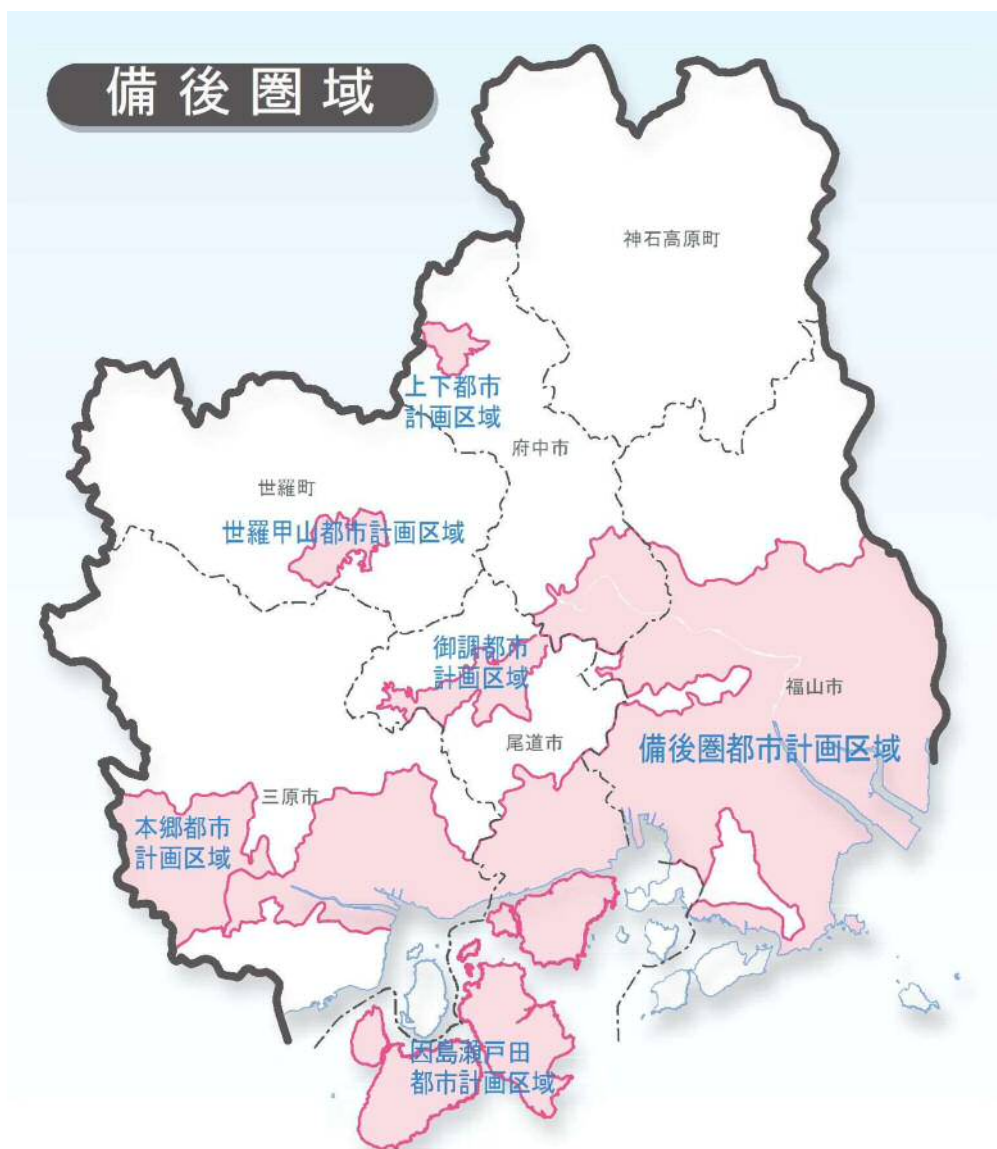 備後圏域
神石高原町
上下都市
計画区域
府中市
世羅町
世羅甲山都市計画区域
御調都市
計画区域
福山市
尾道市
備後圏都市計画区域
三原市
本郷都市
計画区域
因島瀬戸田
都市計画区域